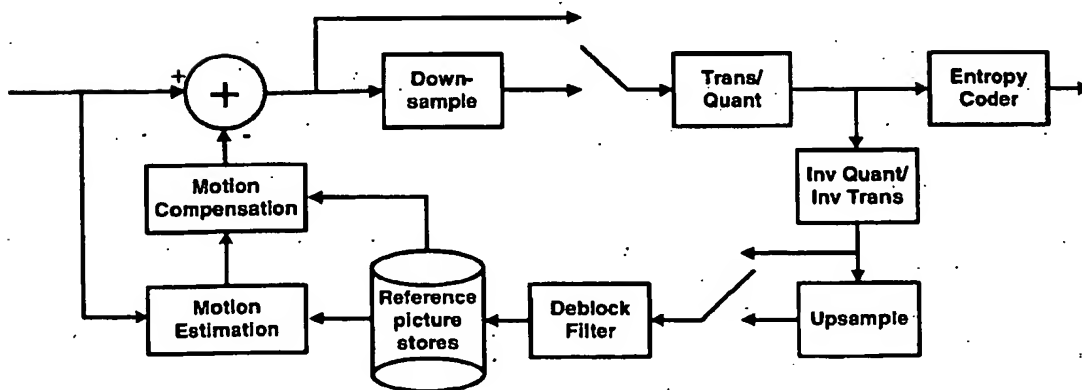 +
+
-
Down-
sample
Trans/
Quant
Entropy
Coder
Motion
Compensation
Inv Quant/
Inv Trans
Motion
Estimation
Reference
picture
stores
Deblock
Filter
Upsample